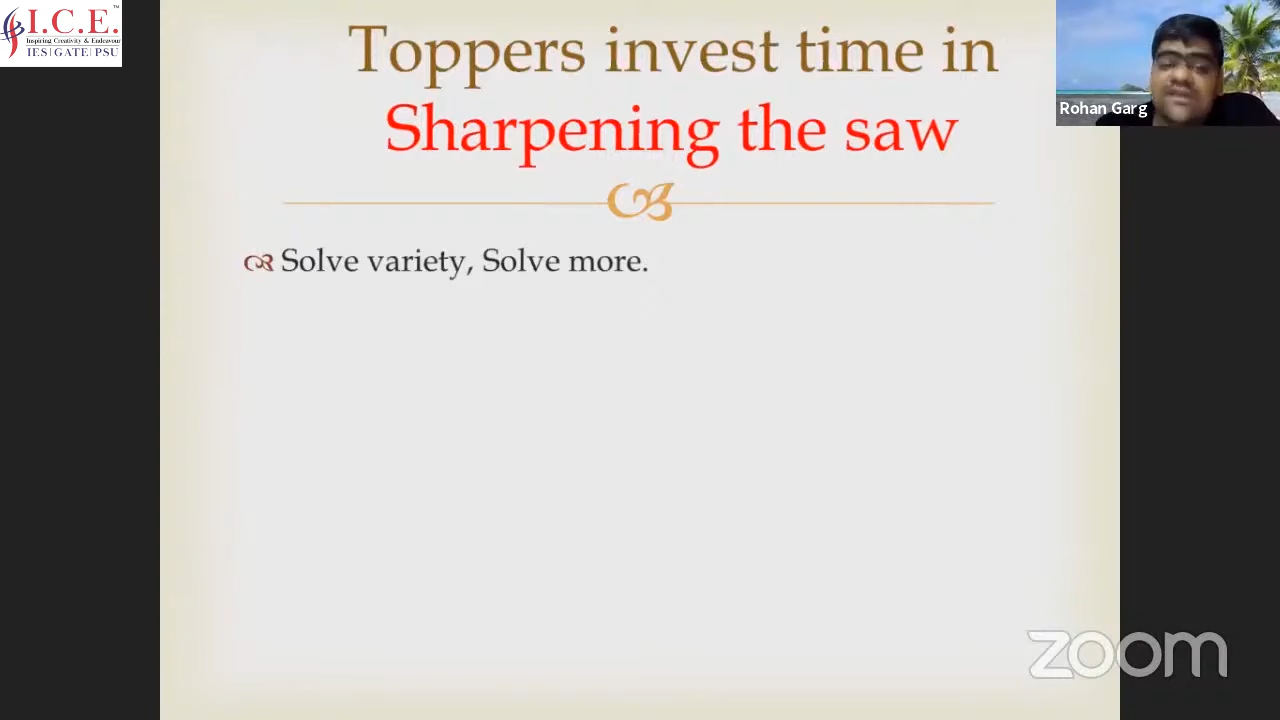 I.C.E.™
Inspiring Creativity & Endeavour
IES|GATE|PSU
Toppers invest time in
Sharpening the saw
Rohan Garg
Solve variety, Solve more.
zoom